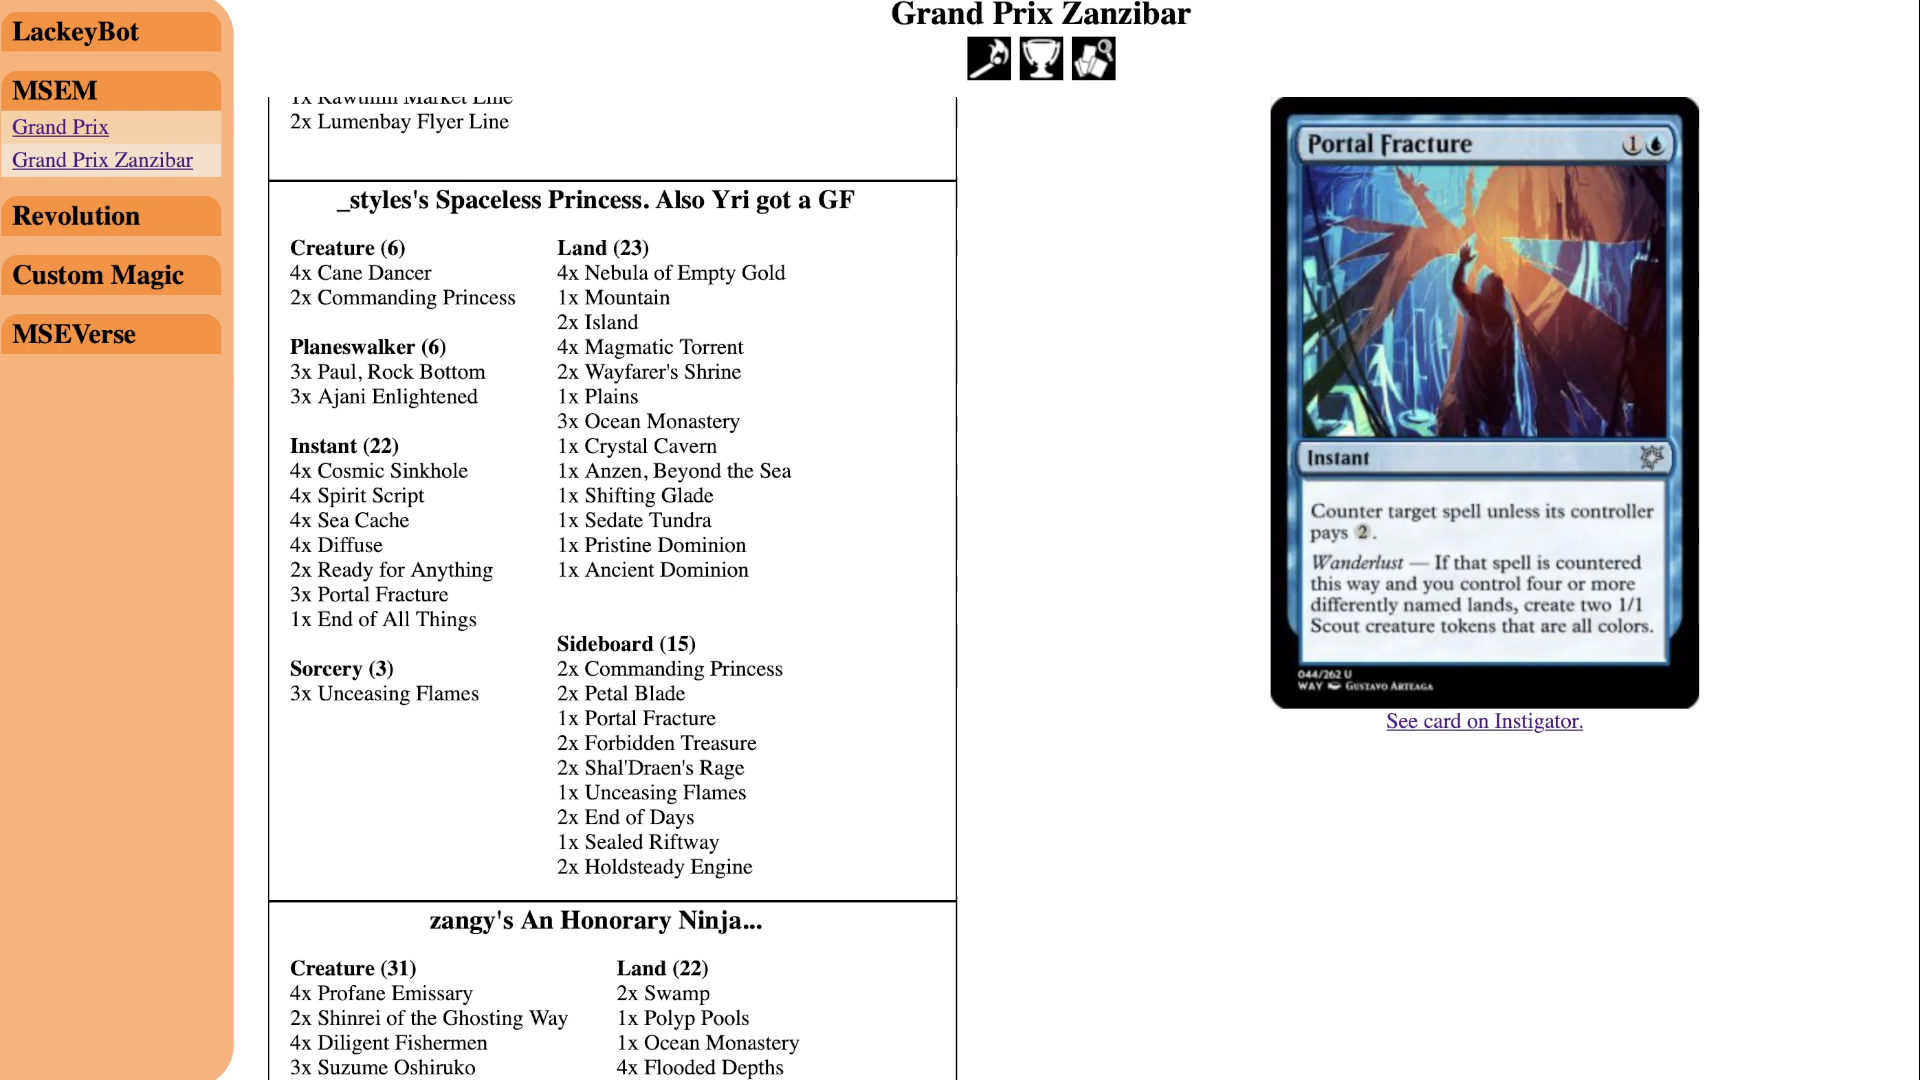 Grand Prix Zanzibar
LackeyBot
MSEM
Grand Prix
Grand Prix Zanzibar
Revolution
Custom Magic
MSEVerse
Market Line
2x Lumenbay Flyer Line
_styles's Spaceless Princess. Also Yri got a GF
Creature (6)
4x Cane Dancer
2x Commanding Princess
Planeswalker (6)
3x Paul, Rock Bottom
3x Ajani Enlightened
Instant (22)
4x Cosmic Sinkhole
4x Spirit Script
4x Sea Cache
4x Diffuse
2x Ready for Anything
3x Portal Fracture
1x End of All Things
Sorcery (3)
3x Unceasing Flames
Land (23)
4x Nebula of Empty Gold
1x Mountain
2x Island
4x Magmatic Torrent
2x Wayfarer's Shrine
1x Plains
3x Ocean Monastery
1x Crystal Cavern
1x Anzen, Beyond the Sea
1x Shifting Glade
1x Sedate Tundra
1x Pristine Dominion
1x Ancient Dominion
Sideboard (15)
2x Commanding Princess
2x Petal Blade
1x Portal Fracture
2x Forbidden Treasure
2x Shal'Draen's Rage
1x Unceasing Flames
2x End of Days
1x Sealed Riftway
2x Holdsteady Engine
zangy's An Honorary Ninja...
Creature (31)
4x Profane Emissary
2x Shinrei of the Ghosting Way
4x Diligent Fishermen
3x Suzume Oshiruko
Land (22)
2x Swamp
1x Polyp Pools
1x Ocean Monastery
4x Flooded Depths
Portal Fracture 1
Instant
Counter target spell unless its controller
pays 2.
Wanderlust — If that spell is countered
this way and you control four or more
differently named lands, create two 1/1
Scout creature tokens that are all colors.
044/262 U
WAY Gustavo Arteaga
See card on Instigator.